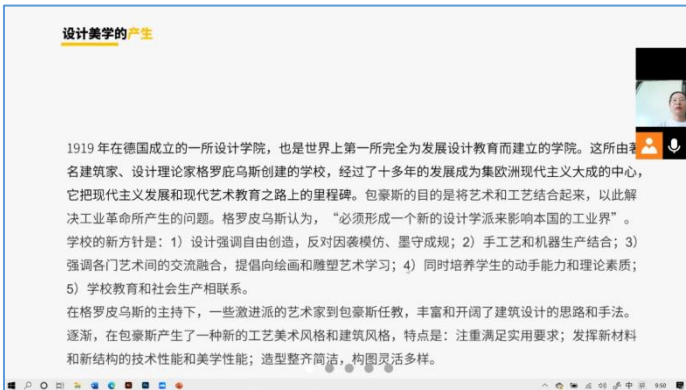 设计美学的产生
1919 年在德国成立的一所设计学院，也是世界上第一所完全为发展设计教育而建立的学院。这所由著
名建筑家、设计理论家格罗庇乌斯创建的学校，经过了十多年的发展成为集欧洲现代主义大成的中心，
它把现代主义发展和现代艺术教育之路上的里程碑。包豪斯的目的是将艺术和工艺结合起来，以此解
决工业革命所产生的问题。格罗皮乌斯认为，“必须形成一个新的设计学派来影响本国的工业界”。
学校的新方针是：1）设计强调自由创造，反对因袭模仿、墨守成规；2）手工艺和机器生产结合；3）
强调各门艺术间的交流融合，提倡向绘画和雕塑艺术学习；4）同时培养学生的动手能力和理论素质；
5）学校教育和社会生产相联系。
在格罗皮乌斯的主持下，一些激进派的艺术家到包豪斯任教，丰富和开阔了建筑设计的思路和手法。
逐渐，在包豪斯产生了一种新的工艺美术风格和建筑风格，特点是：注重满足实用要求；发挥新材料
和新结构的技术性能和美学性能；造型整齐简洁，构图灵活多样。
中 9:50